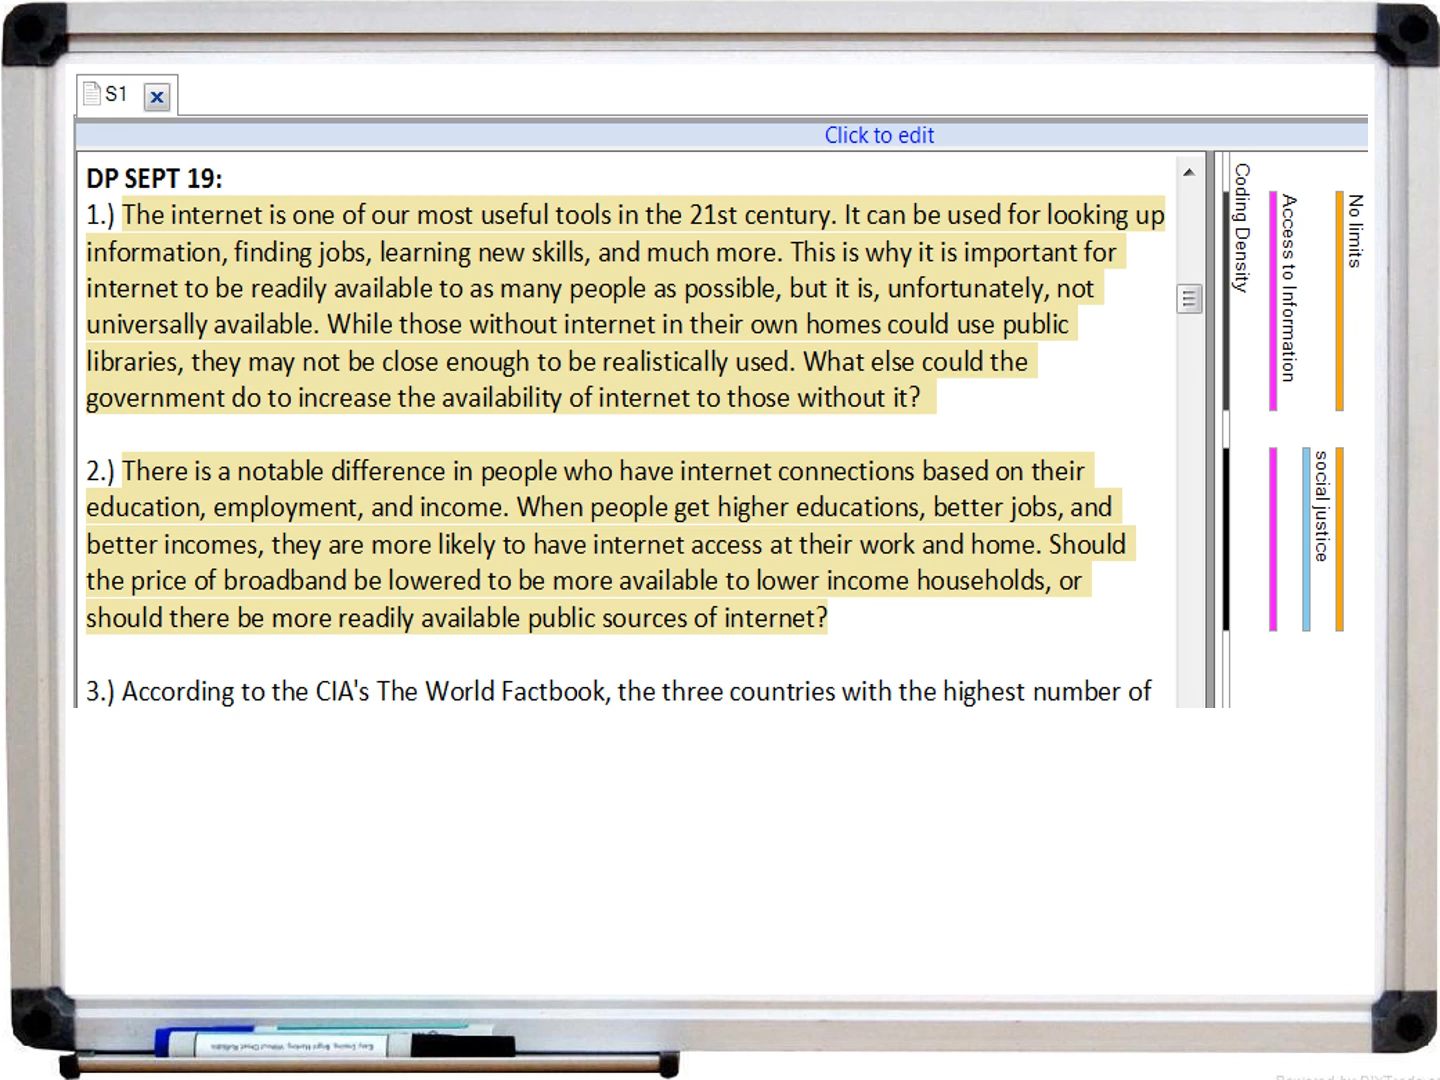 S1
Click to edit
DP SEPT 19:
1.) The internet is one of our most useful tools in the 21st century. It can be used for looking up
information, finding jobs, learning new skills, and much more. This is why it is important for
internet to be readily available to as many people as possible, but it is, unfortunately, not
universally available. While those without internet in their own homes could use public
libraries, they may not be close enough to be realistically used. What else could the
government do to increase the availability of internet to those without it?
2.) There is a notable difference in people who have internet connections based on their
education, employment, and income. When people get higher educations, better jobs, and
better incomes, they are more likely to have internet access at their work and home. Should
the price of broadband be lowered to be more available to lower income households, or
should there be more readily available public sources of internet?
3.) According to the CIA's The World Factbook, the three countries with the highest number of
Coding Density
Access to Information
No limits
social justice